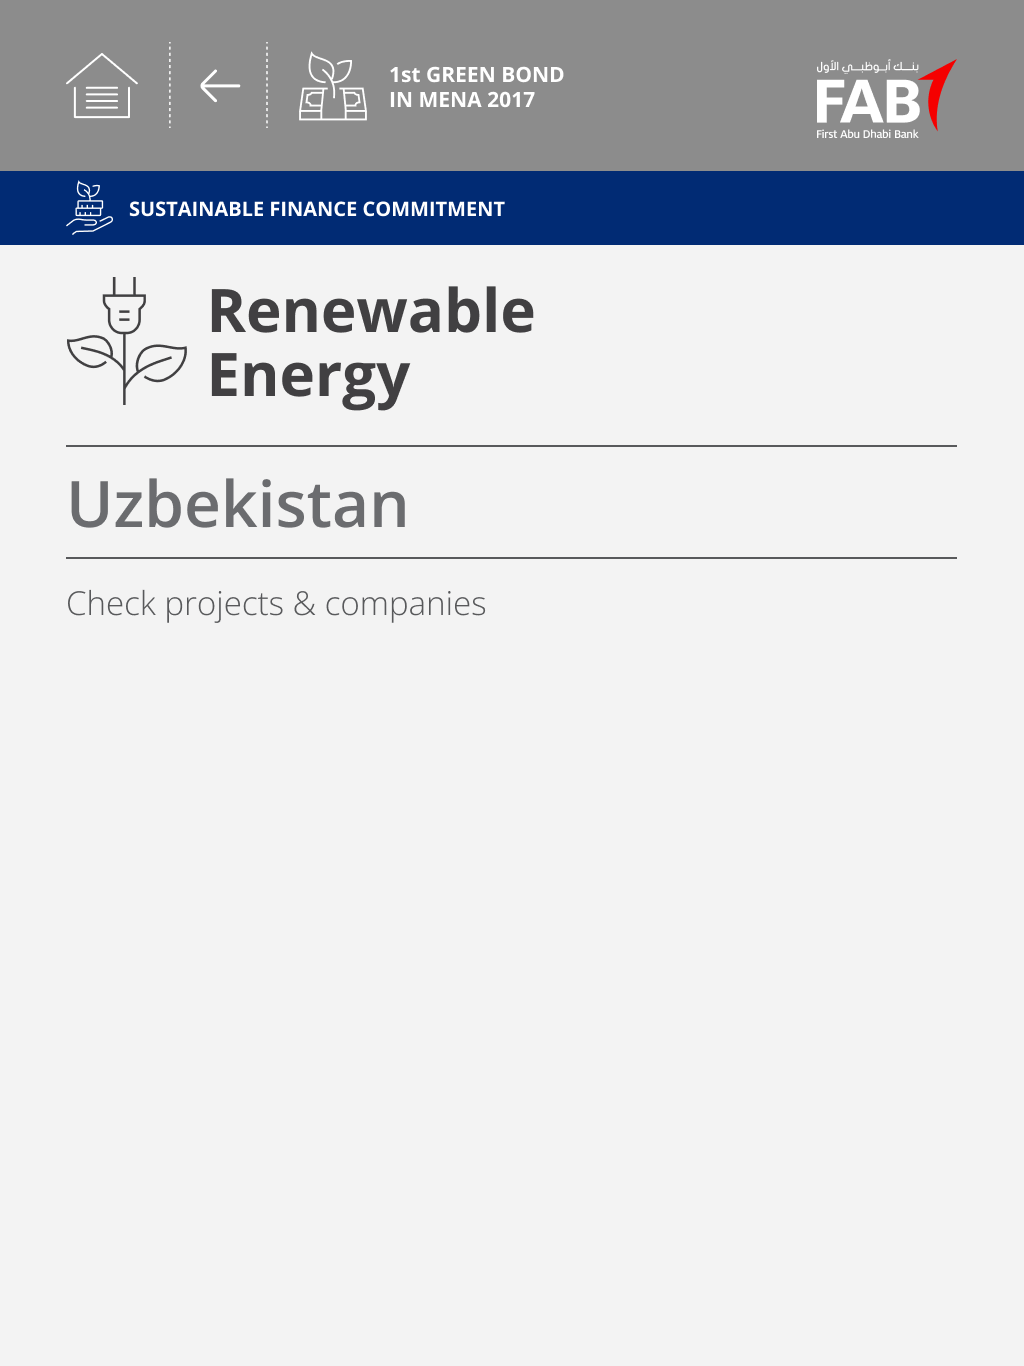 1st GREEN BOND
IN MENA 2017
بنك أبوظبي الأول
FAB
First Abu Dhabi Bank
SUSTAINABLE FINANCE COMMITMENT
Renewable
Energy
Uzbekistan
Check projects & companies